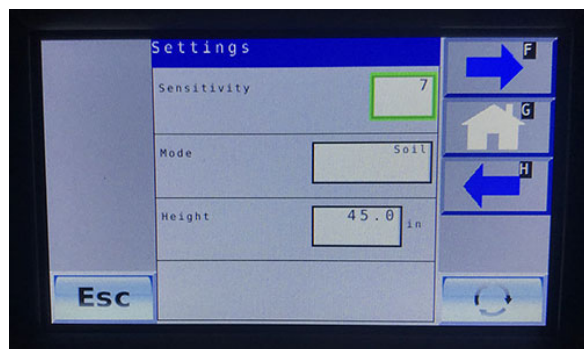 Settings
F
Sensitivity 7
G
Mode Soil
H
Height 45.0 in
Esc